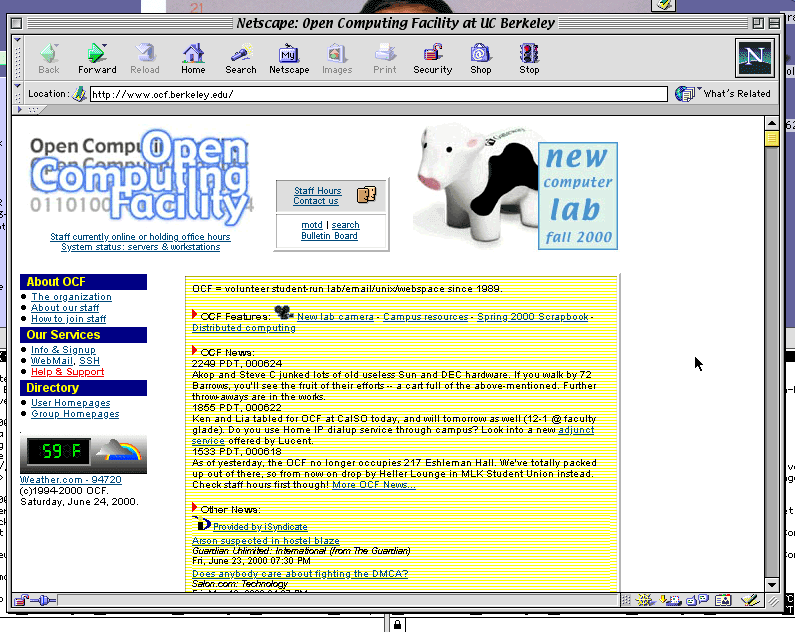 Netscape: Open Computing Facility at UC Berkeley
Back Forward Reload Home Search Netscape Images Print Security Shop Stop
Location: http://www.ocf.berkeley.edu/ What's Related
Open Computing Facility
Staff Hours
Contact us
motd | search
Bulletin Board
new
computer
lab
fall 2000
Staff currently online or holding office hours
System status: servers & workstations
About OCF
The organization
About our staff
How to join staff
Our Services
Info & Signup
WebMail, SSH
Help & Support
Directory
User Homepages
Group Homepages
59 F
Weather.com - 94720
(c)1994-2000 OCF.
Saturday, June 24, 2000.
OCF = volunteer student-run lab/email/unix/webspace since 1989.
OCF Features: New lab camera - Campus resources - Spring 2000 Scrapbook -
Distributed computing
OCF News:
2249 PDT, 000624
Akop and Steve C junked lots of old useless Sun and DEC hardware. If you walk by 72
Barrows, you'll see the fruit of their efforts -- a cart full of the above-mentioned. Further
throw-aways are in the works.
1855 PDT, 000622
Ken and Lia tabled for OCF at CalSO today, and will tomorrow as well (12-1 @ faculty
glade). Do you use Home IP dialup service through campus? Look into a new adjunct
service offered by Lucent.
1533 PDT, 000618
As of yesterday, the OCF no longer occupies 217 Eshleman Hall. We've totally packed
up out of there, so from now on drop by Heller Lounge in MLK Student Union instead.
Check staff hours first though! More OCF News...
Other News:
Provided by iSyndicate
Arson suspected in hostel blaze
Guardian Unlimited: International (from The Guardian)
Fri, June 23, 2000 07:30 PM
Does anybody care about fighting the DMCA?
Salon.com: Technology